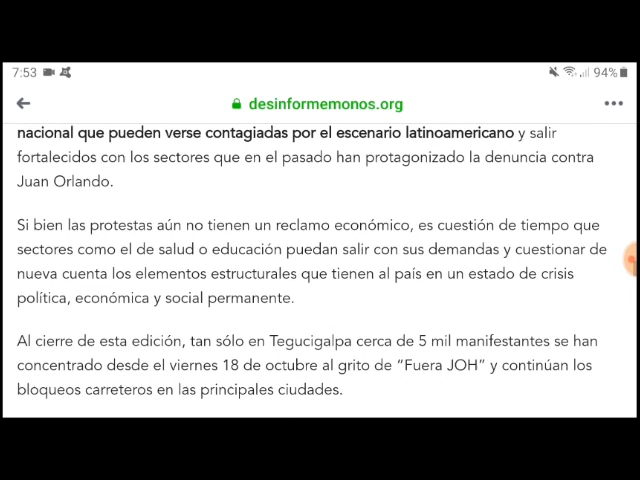 7:53 94%
desinformemonos.org
nacional que pueden verse contagiadas por el escenario latinoamericano y salir
fortalecidos con los sectores que en el pasado han protagonizado la denuncia contra
Juan Orlando.
Si bien las protestas aún no tienen un reclamo económico, es cuestión de tiempo que
sectores como el de salud o educación puedan salir con sus demandas y cuestionar de
nueva cuenta los elementos estructurales que tienen al país en un estado de crisis
política, económica y social permanente.
Al cierre de esta edición, tan sólo en Tegucigalpa cerca de 5 mil manifestantes se han
concentrado desde el viernes 18 de octubre al grito de “Fuera JOH” y continúan los
bloqueos carreteros en las principales ciudades.